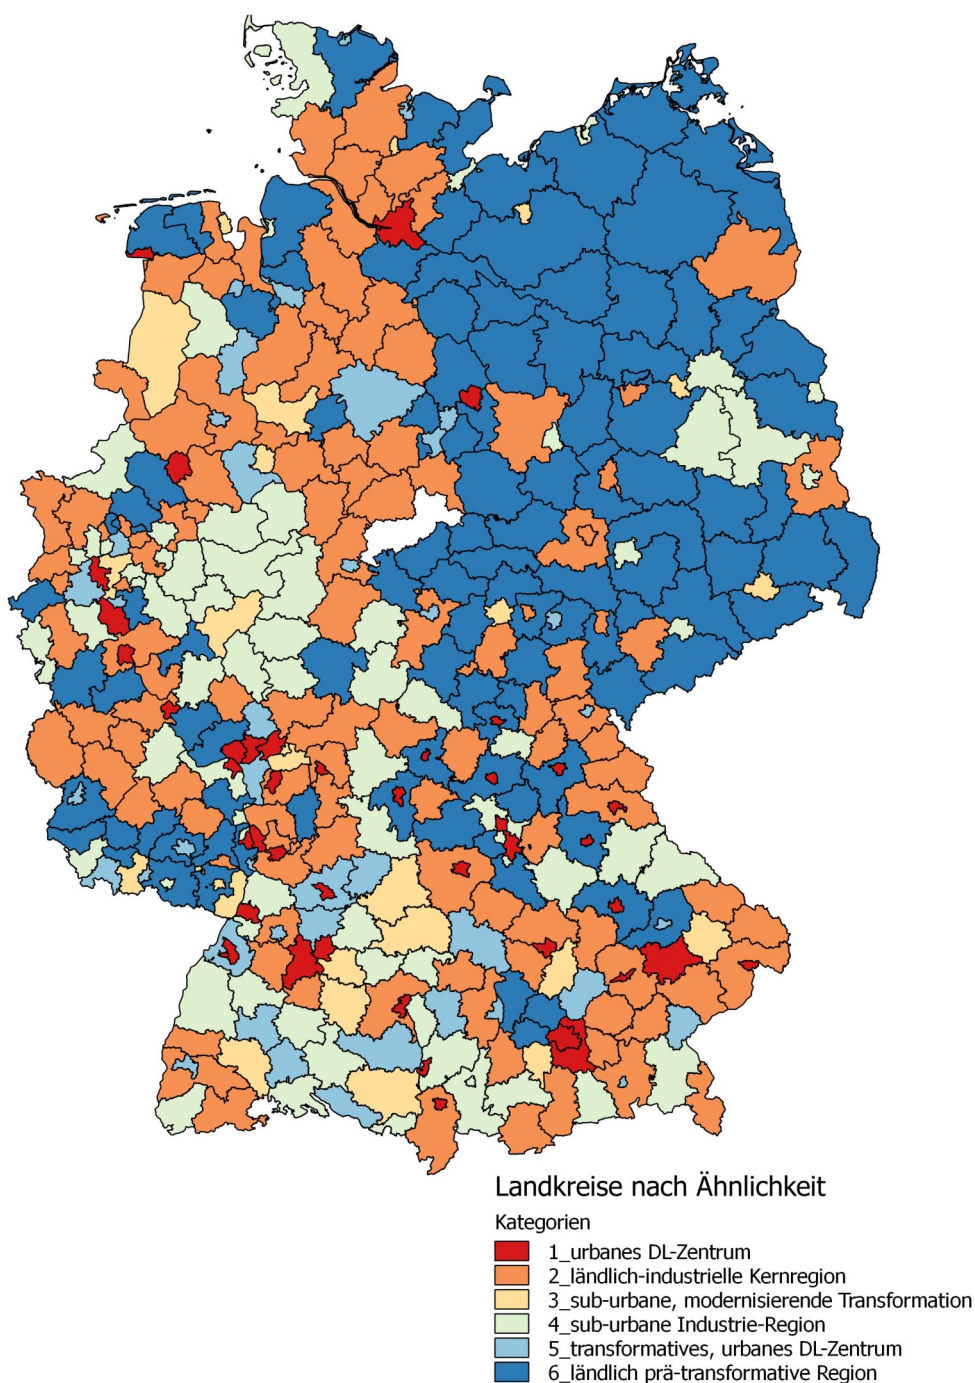 Landkreise nach Ähnlichkeit
Kategorien
1_urbanes DL-Zentrum
2_ländlich-industrielle Kernregion
3_sub-urbane, modernisierende Transformation
4_sub-urbane Industrie-Region
5_transformatives, urbanes DL-Zentrum
6_ländlich prä-transformative Region